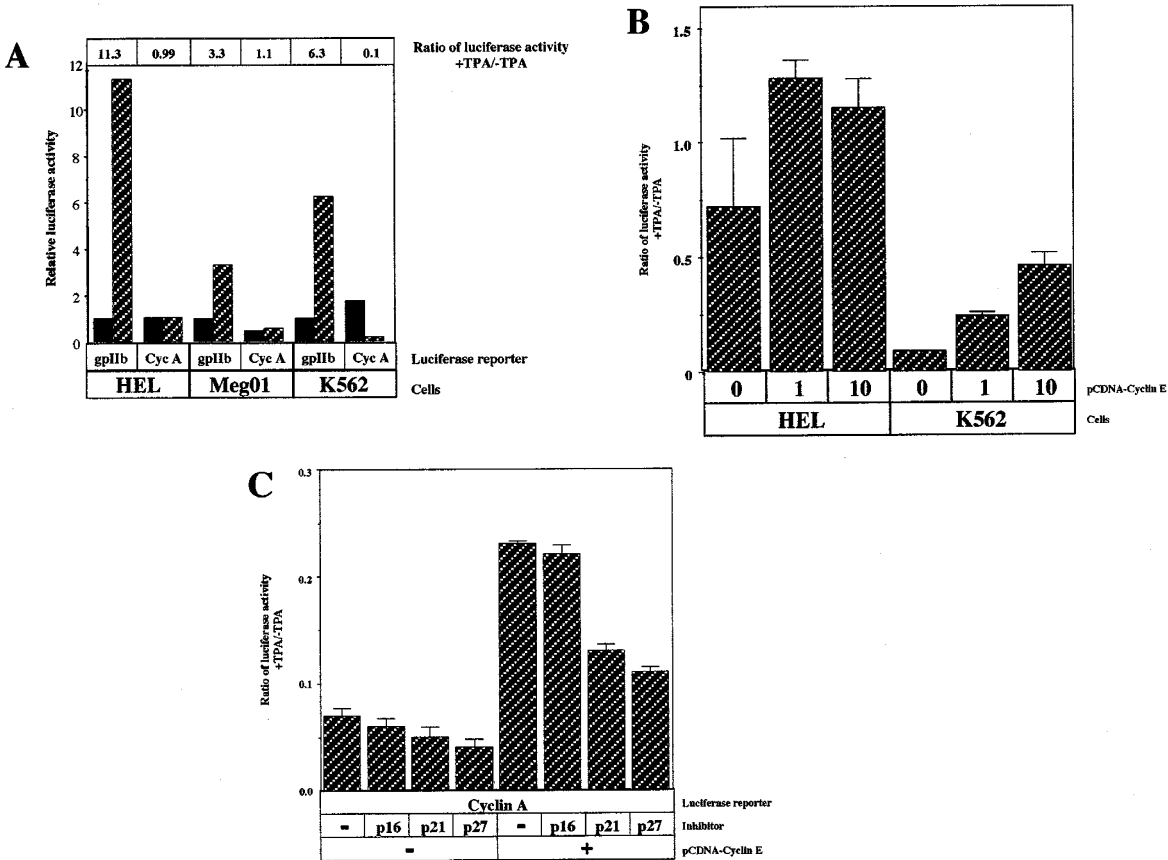 A
11.3 0.99 3.3 1.1 6.3 0.1
Ratio of luciferase activity
+TPA/-TPA
Relative luciferase activity
12
10
8
6
4
2
0
gpIIb Cyc A gpIIb Cyc A gpIIb Cyc A
Luciferase reporter
HEL Meg01 K562
Cells
B
Ratio of luciferase activity
+TPA/-TPA
1.5
1.0
0.5
0
0 1 10 0 1 10
pCDNA-Cyclin E
HEL K562
Cells
C
Ratio of luciferase activity
+TPA/-TPA
0.3
0.2
0.1
0.0
Cyclin A
Luciferase reporter
- p16 p21 p27 - p16 p21 p27
Inhibitor
- +
pCDNA-Cyclin E